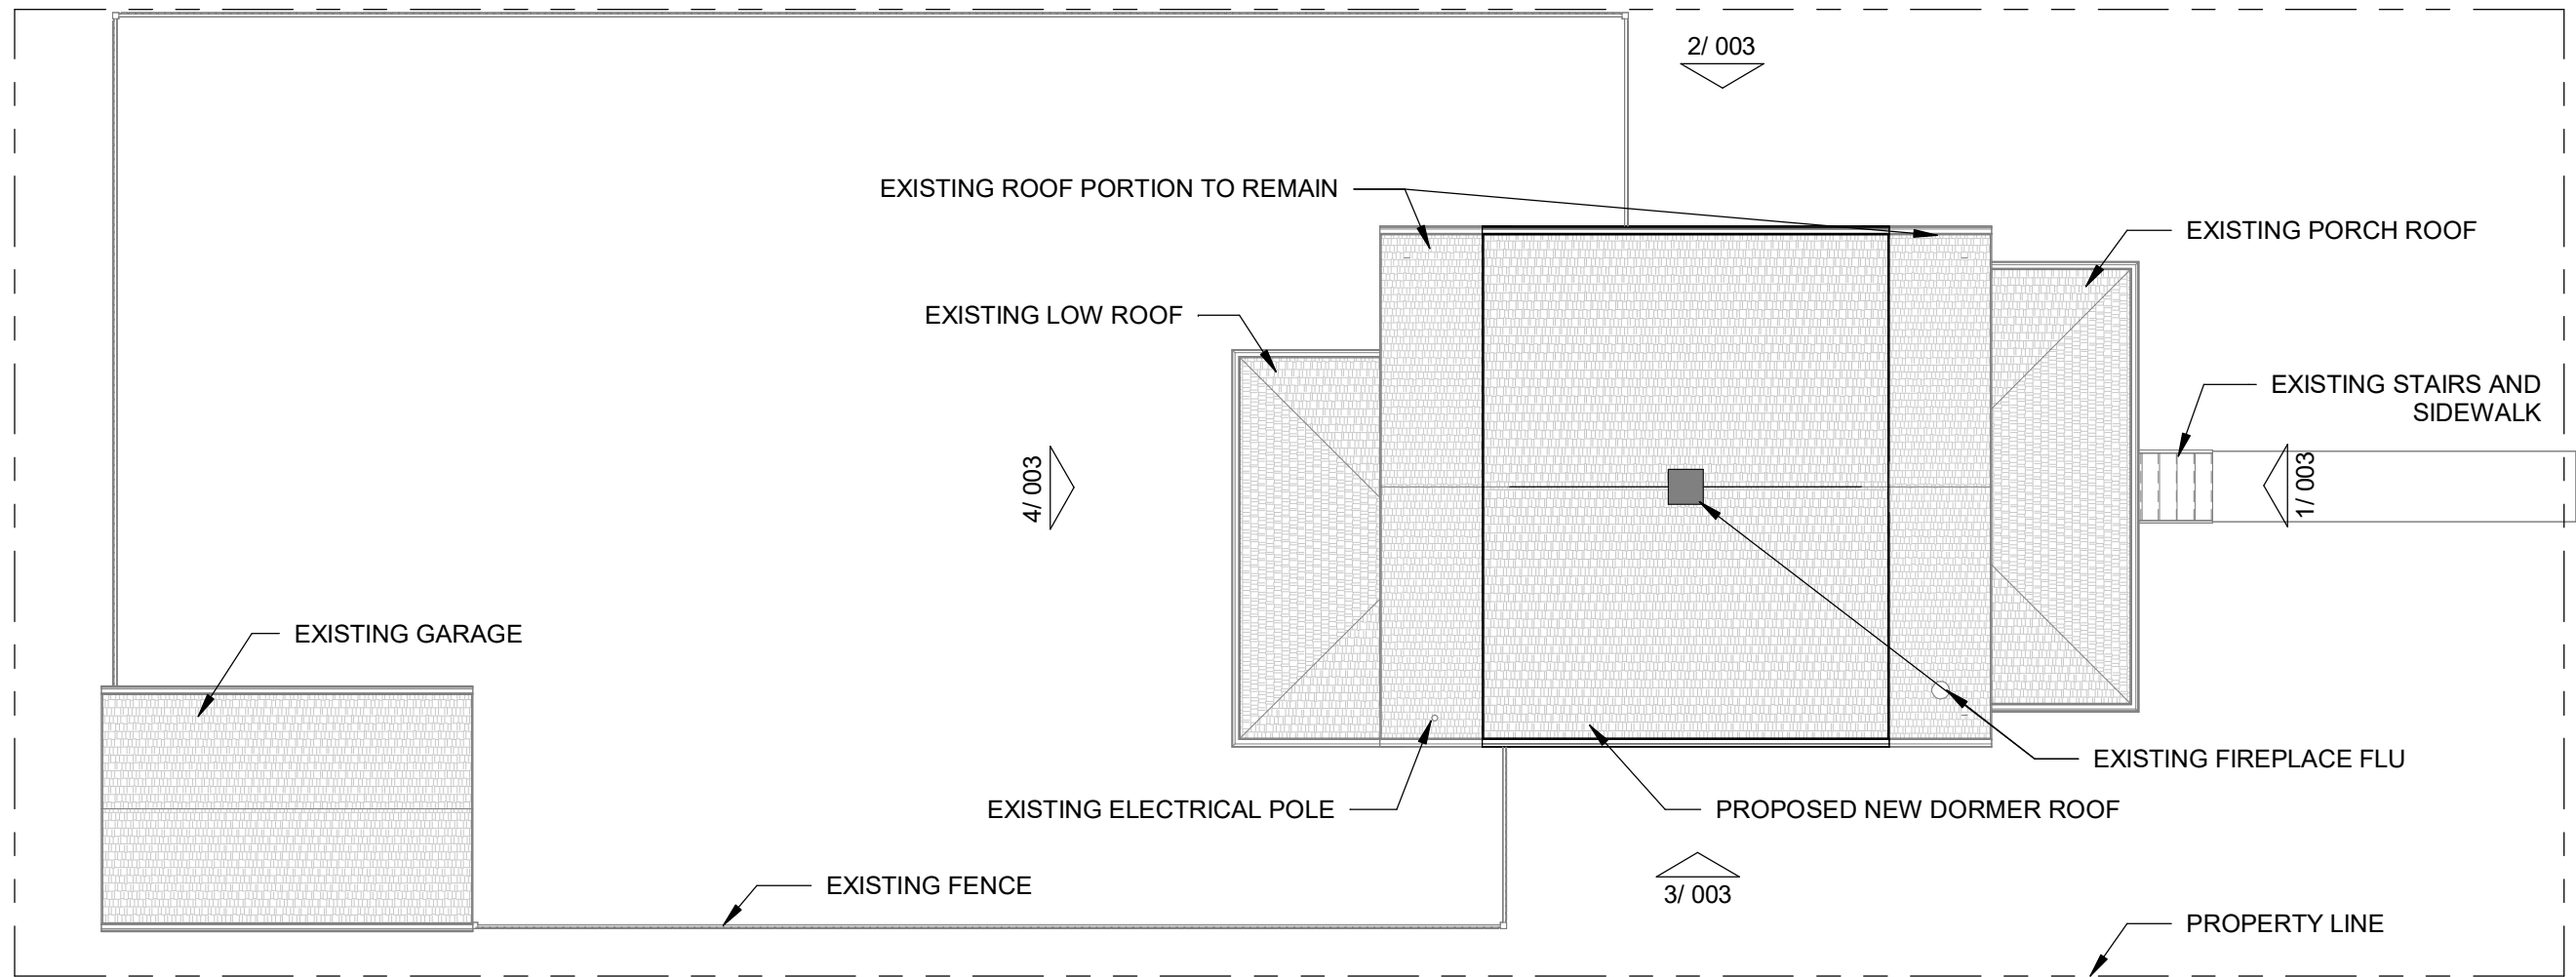 2/ 003
EXISTING ROOF PORTION TO REMAIN
EXISTING PORCH ROOF
EXISTING LOW ROOF
EXISTING STAIRS AND
SIDEWALK
4/ 003
1/ 003
EXISTING GARAGE
EXISTING FIREPLACE FLU
EXISTING ELECTRICAL POLE
PROPOSED NEW DORMER ROOF
EXISTING FENCE
3/ 003
PROPERTY LINE